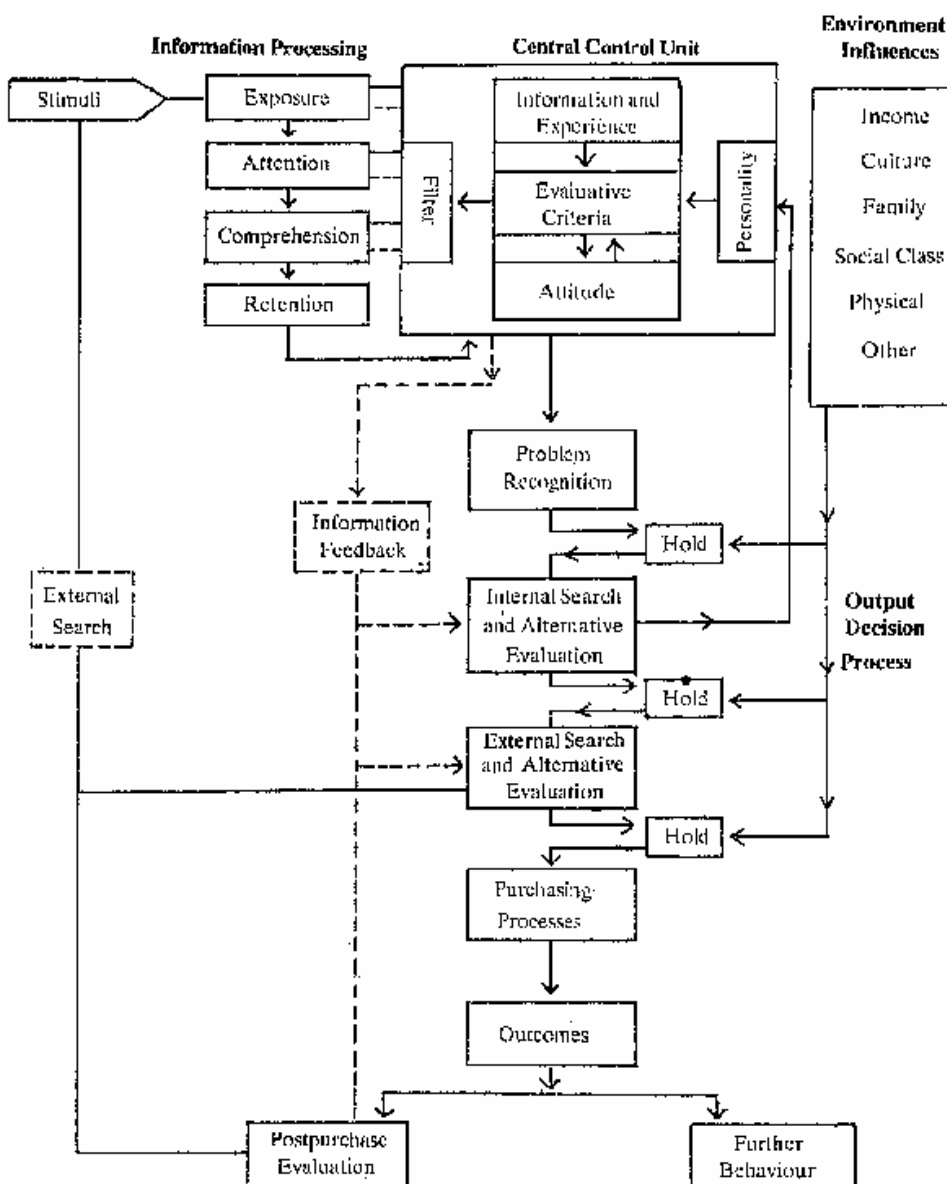 Environment
Influences
Information Processing
Central Control Unit
Stimuli
Exposure
Attention
Comprehension
Retention
Filter
Information and
Experience
Evaluative
Criteria
Attitude
Personality
Income
Culture
Family
Social Class
Physical
Other
Problem
Recognition
Hold
Information
Feedback
External
Search
Internal Search
and Alternative
Evaluation
Output
Decision
Process
Hold
External Search
and Alternative
Evaluation
Hold
Purchasing
Processes
Outcomes
Postpurchase
Evaluation
Further
Behaviour